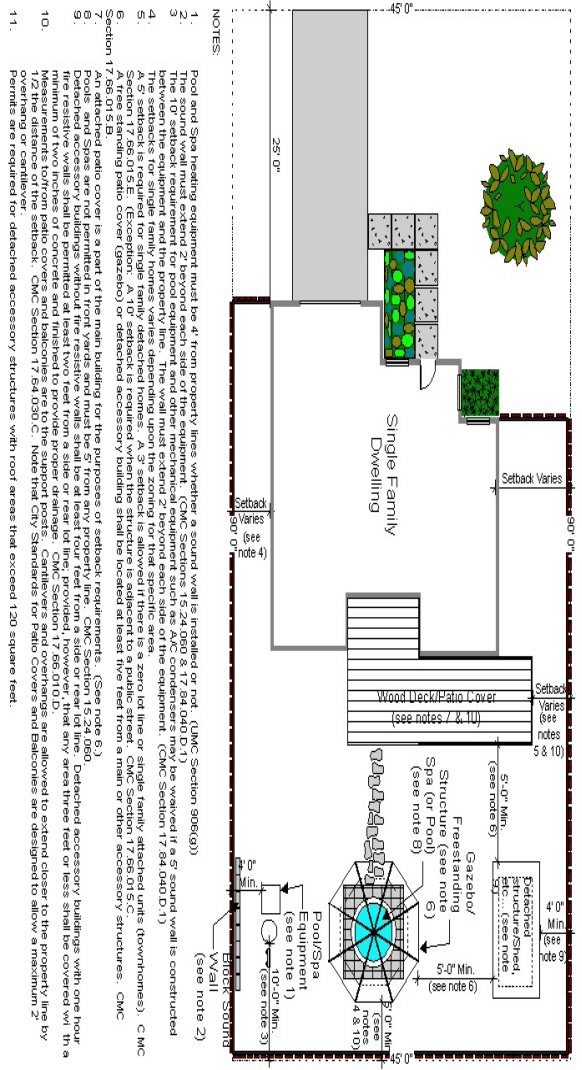 45' 0"
25' 0"
Setback Varies
Single Family
Dwelling
Setback
Varies
(see
note 4)
90' 0"
90' 0"
Wood Deck/Patio Cover
(see notes 7 & 10)
Setback
Varies
(see
notes
5 & 10)
5'-0" Min.
(see note 6)
Detached
structure/Shed,
etc... (see note
9)
4' 0"
Min.
(see
note 9)
Gazebo/
Freestanding
Structure (see note
6)
Spa (or Pool)
(see note 8)
5'-0" Min.
(see note 6)
5' 0" Min.
(see
notes
4 & 10)
Pool/Spa
Equipment
(see note 1)
4' 0"
Min.
10'-0" Min.
(see note 3)
Block Sound
Wall
(see note 2)
45' 0"
NOTES:
1. Pool and Spa heating equipment must be 4' from property lines whether a sound wall is installed or not. (UMC Section 906(g))
2. The sound wall must extend 2' beyond each side of the equipment. (CMC Sections 15.24.060 & 17.84.040.D.1)
3 The 10' setback requirement for pool equipment and other mechanical equipment such as A/C condensers may be waived if a 5' sound wall is constructed
between the equipment and the property line. The wall must extend 2' beyond each side of the equipment. (CMC Section 17.84.040.D.1)
4. The setbacks for single family homes varies depending upon the zoning for that specific area.
5. A 5' setback is required for single family detached homes. A 3' setback is allowed if there is a zero lot line or single family attached units (townhomes). CMC
Section 17.66.015.E. (Exception: A 10' setback is required when the structure is adjacent to a public street. CMC Section 17.66.015.C.
6. A free standing patio cover (gazebo) or detached accessory building shall be located at least five feet from a main or other accessory structures. CMC
Section 17.66.015.B
7. An attached patio cover is a part of the main building for the purposes of setback requirements. (See note 6.)
8. Pools and Spas are not permitted in front yards and must be 5' from any property line. CMC Section 15.24.060.
9. Detached accessory buildings without fire resistive walls shall be at least four feet from a side or rear lot line. Detached accessory buildings with one hour
fire resistive walls shall be permitted at least two feet from a side or rear lot line, provided, however, that any area three feet or less shall be covered with a
minimum of two inches of concrete and finished to provide proper drainage. CMC Section 17.66.010.D.
10. Measurements to/from patio covers and balconies are to the support posts. Cantilevers and overhangs are allowed to extend closer to the property line by
1/2 the distance of the setback. CMC Section 17.64.030.C. Note that City Standards for Patio Covers and Balconies are designed to allow a maximum 2'
overhang or cantilever.
11. Permits are required for detached accessory structures with roof areas that exceed 120 square feet.